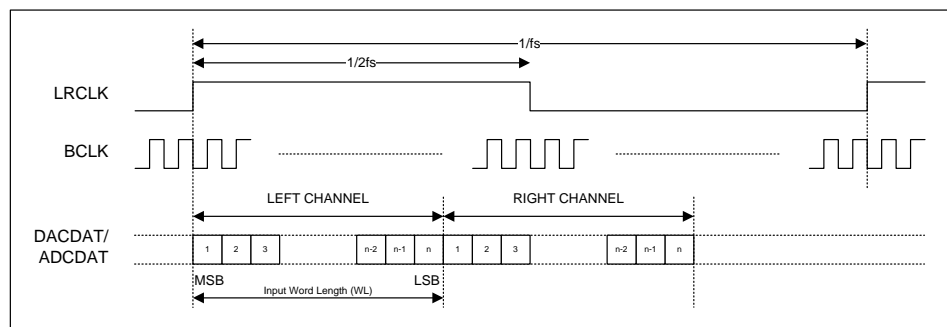 1/fs
1/2fs
LRCLK
BCLK
LEFT CHANNEL RIGHT CHANNEL
DACDAT/
ADCDAT
1 2 3 n-2 n-1 n 1 2 3 n-2 n-1 n
MSB LSB
Input Word Length (WL)